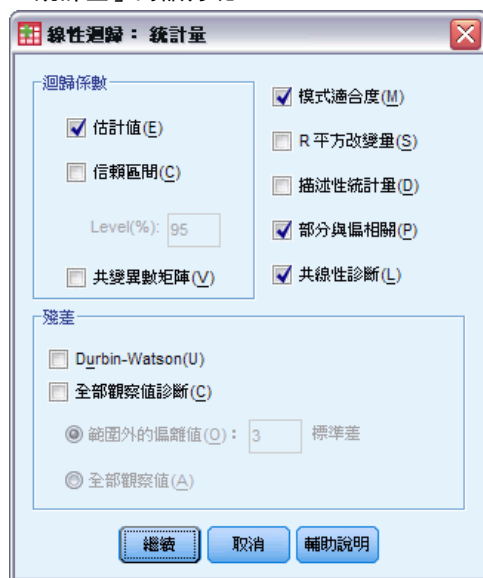 線性迴歸： 統計量
迴歸係數
估計值(E)
信賴區間(C)
Level(%): 95
共變異數矩陣(V)
模式適合度(M)
R 平方改變量(S)
描述性統計量(D)
部分與偏相關(P)
共線性診斷(L)
殘差
Durbin-Watson(U)
全部觀察值診斷(C)
範圍外的偏離值(O)： 3 標準差
全部觀察值(A)
繼續 取消 輔助說明